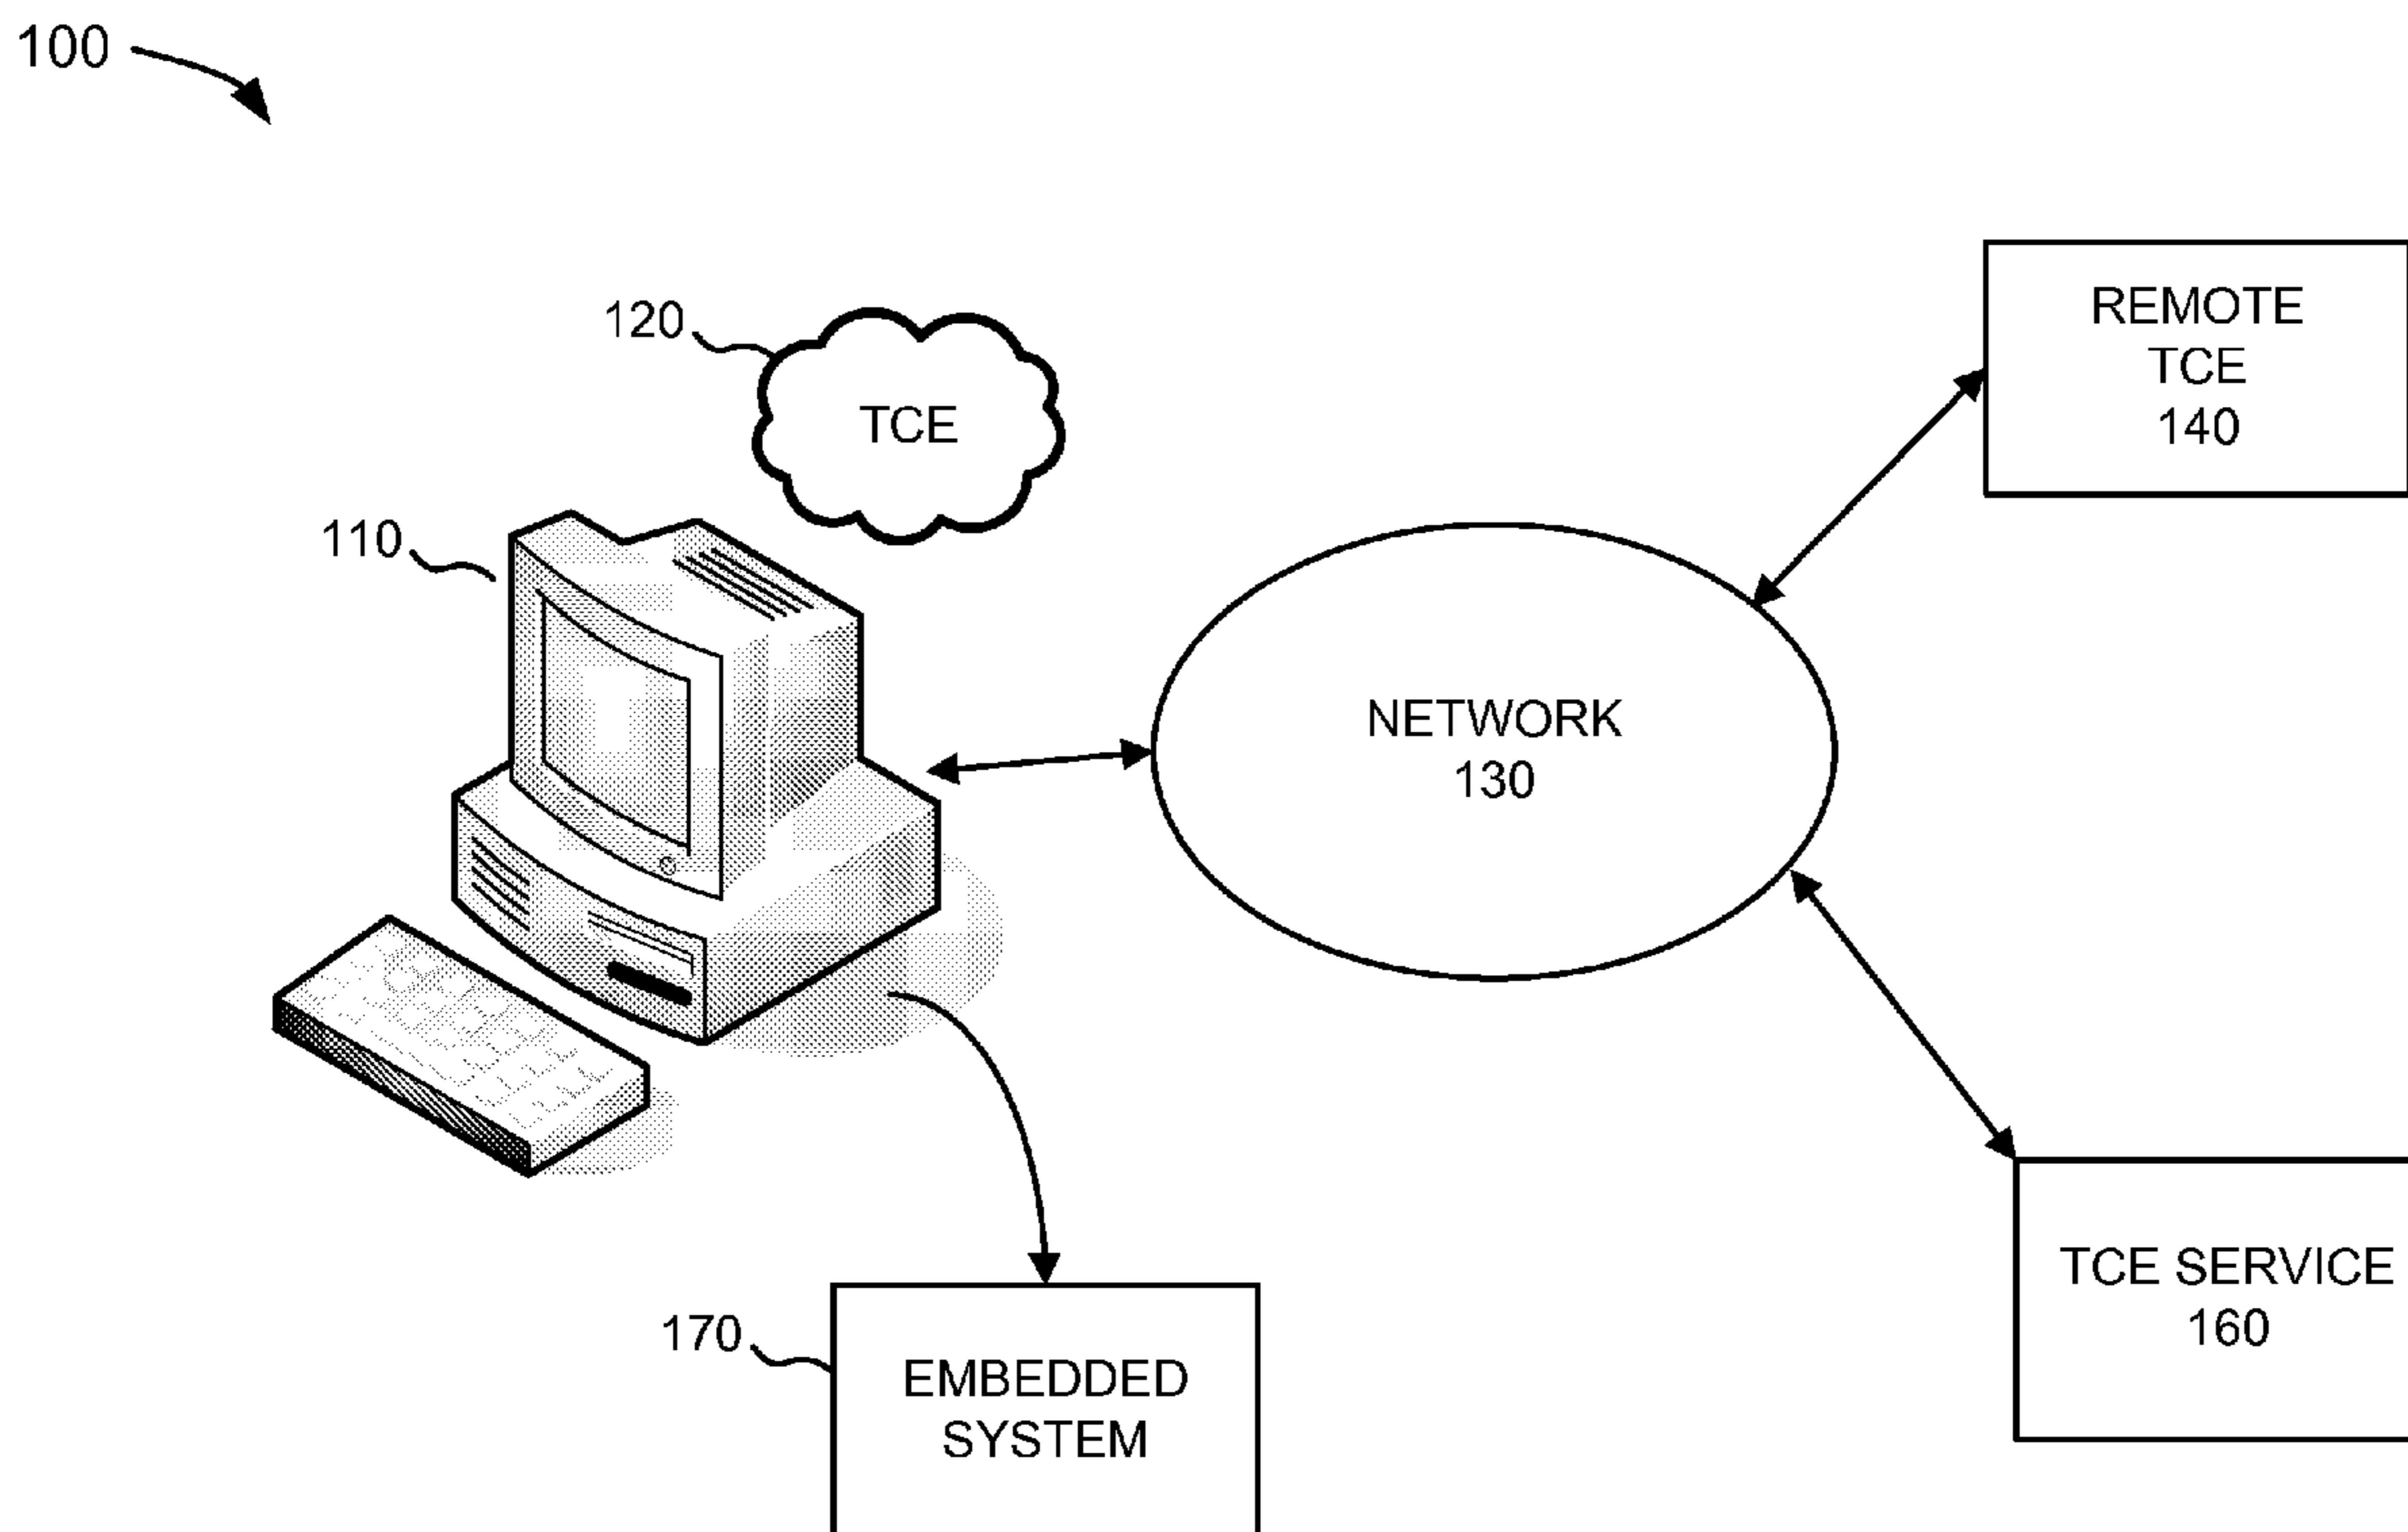 100
120
TCE
110
REMOTE
TCE
140
NETWORK
130
TCE SERVICE
160
170
EMBEDDED
SYSTEM